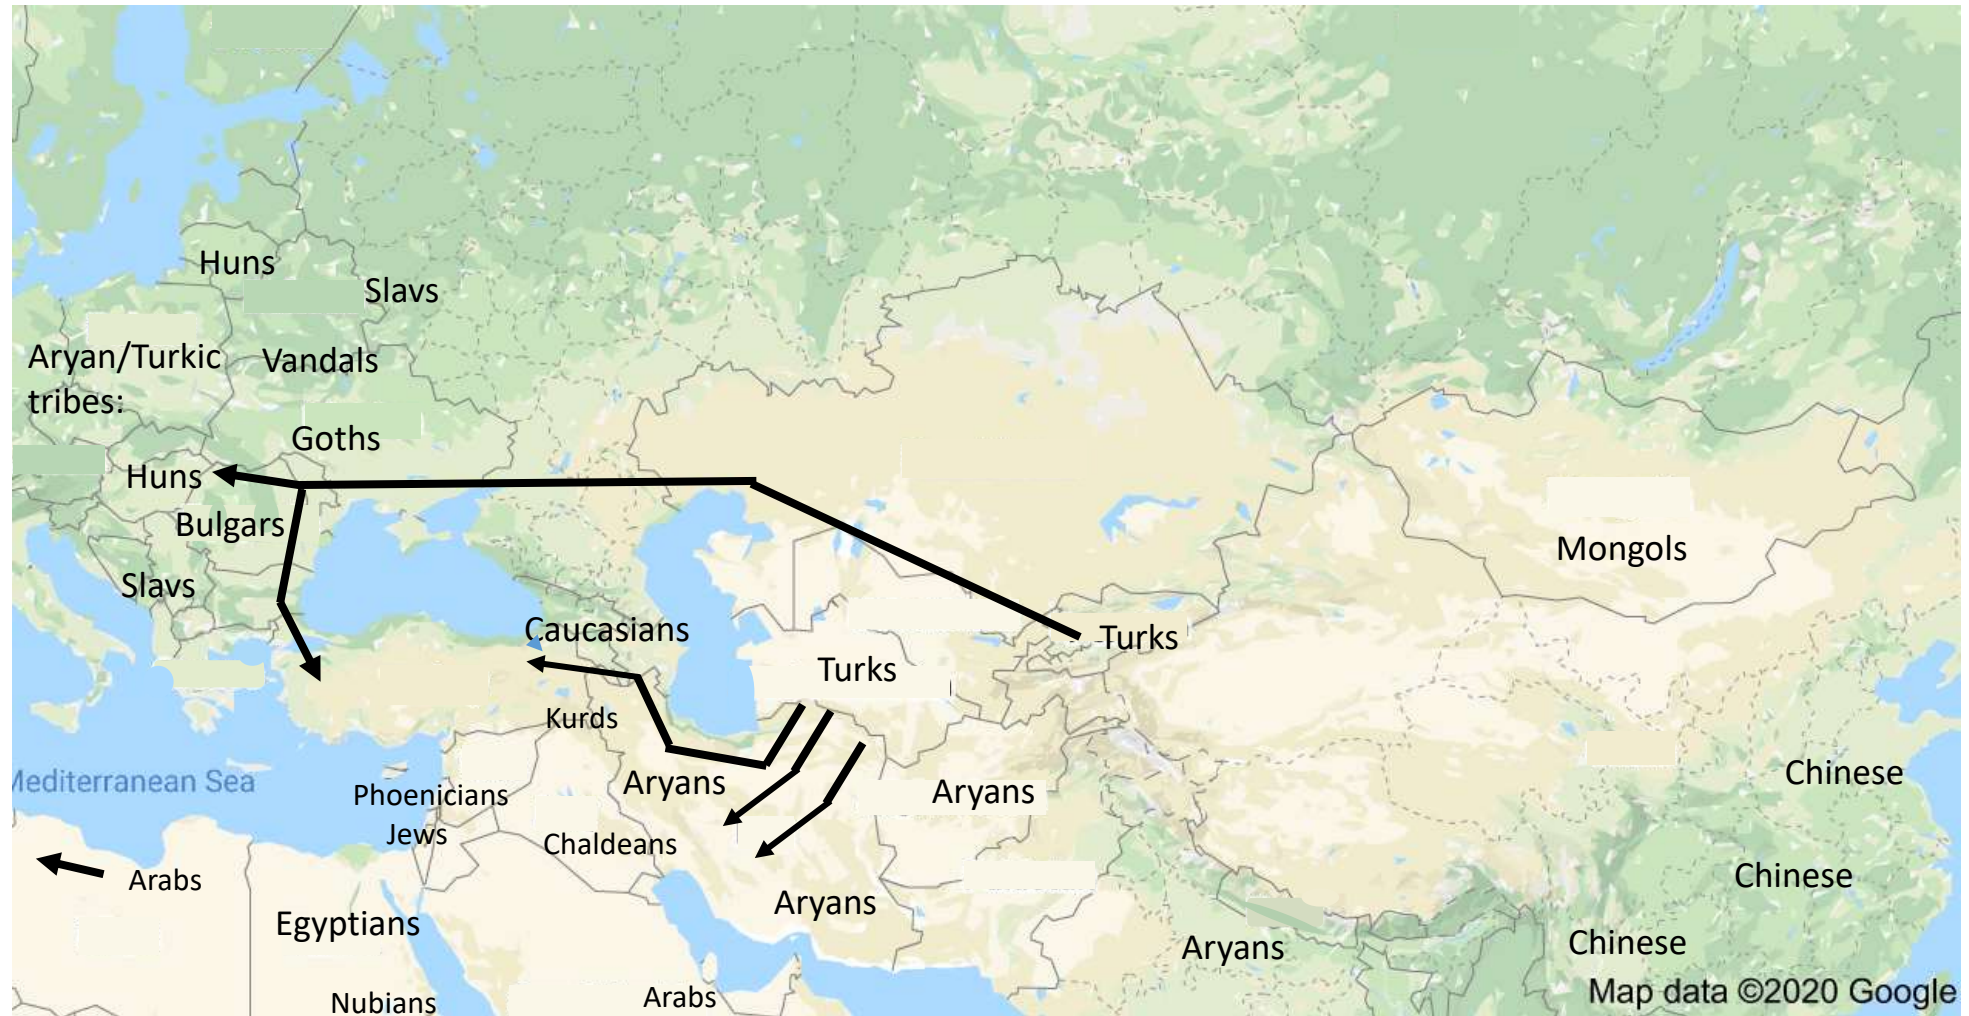 Huns
Slavs
Aryan/Turkic
tribes:
Vandals
Goths
Huns
Bulgars
Slavs
Mongols
Caucasians
Turks
Turks
Kurds
Aryans
Aryans
Chinese
Mediterranean Sea
Phoenicians
Jews
Chaldeans
Arabs
Chinese
Egyptians
Aryans
Aryans
Chinese
Nubians
Arabs
Map data ©2020 Google